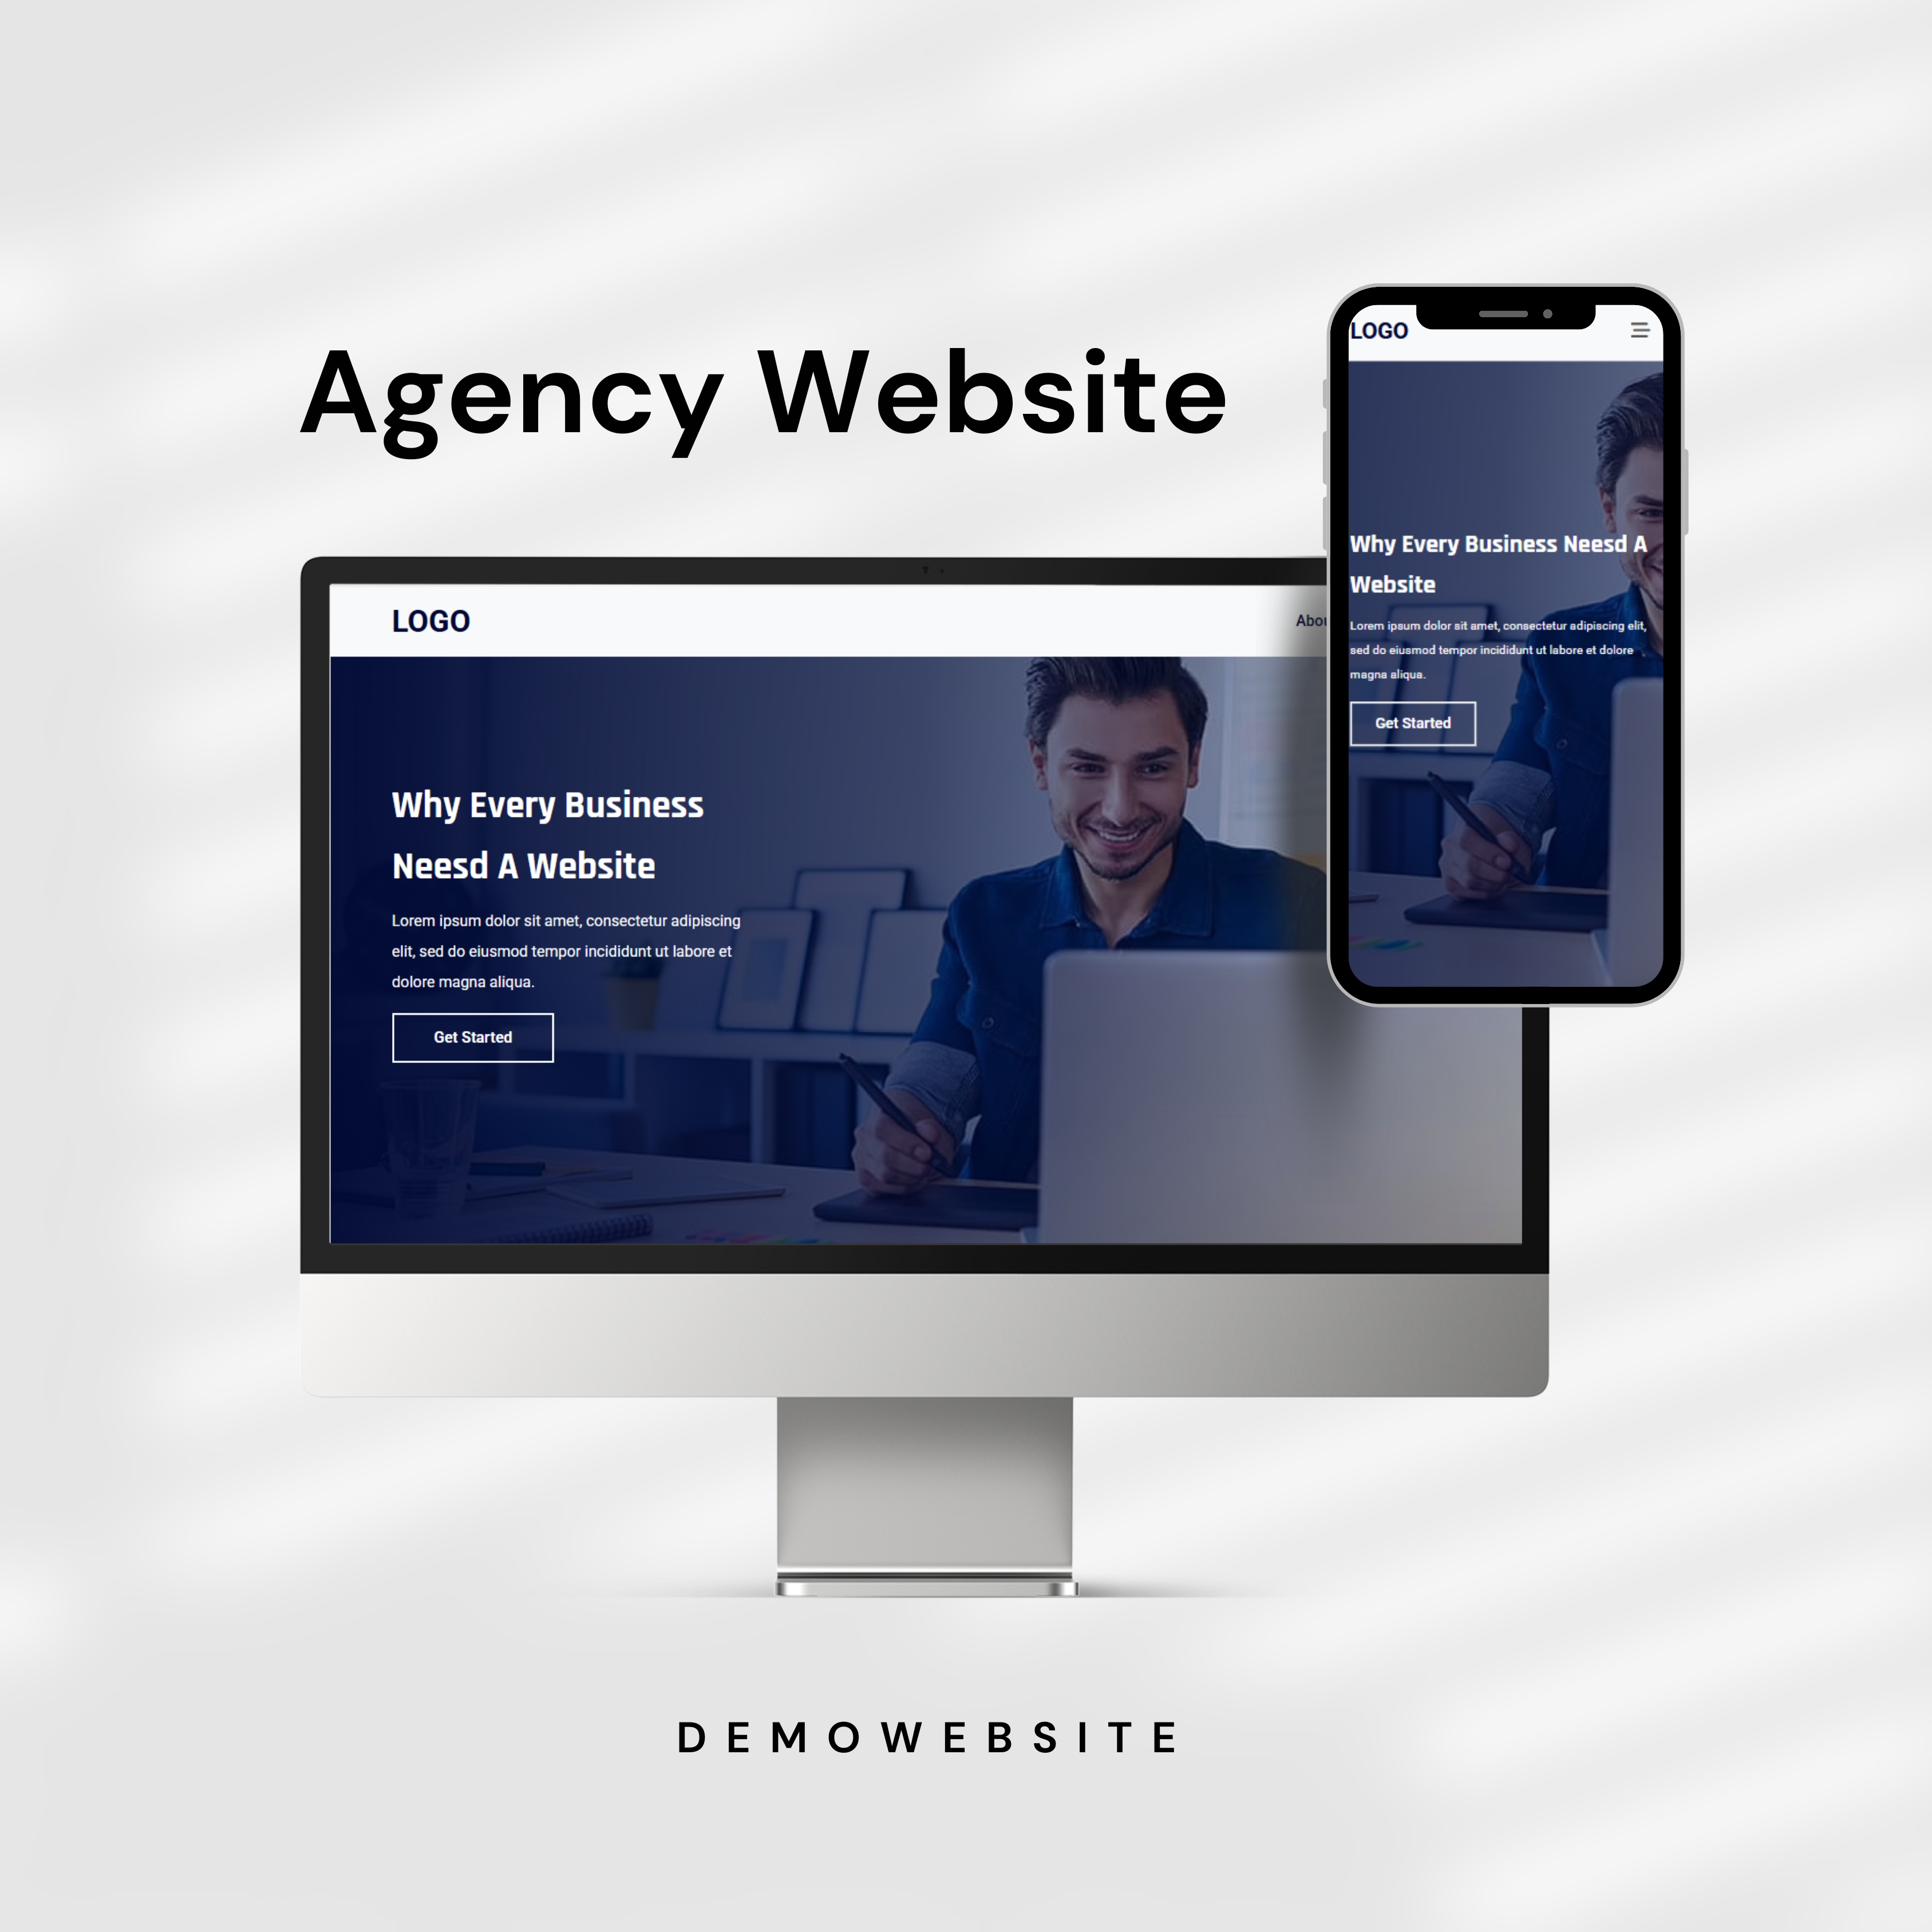 Agency Website
LOGO
Why Every Business
Neesd A Website
Lorem ipsum dolor sit amet, consectetur adipiscing
elit, sed do eiusmod tempor incididunt ut labore et
dolore magna aliqua.
Get Started
LOGO
Why Every Business Neesd A
Website
Lorem ipsum dolor sit amet, consectetur adipiscing elit,
sed do eiusmod tempor incididunt ut labore et dolore
magna aliqua.
Get Started
DEMOWEBSITE